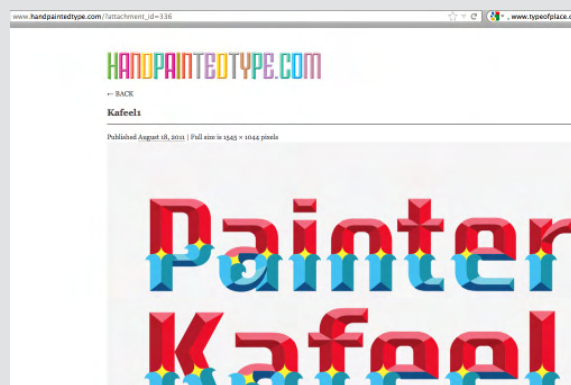 www.handpaintedtype.com/?attachment_id=336
www.typeofplace.c
HANDPAINTEDTYPE.COM
← BACK
Kafeel1
Published August 18, 2011 | Full size is 1545 × 1044 pixels
Painter
Kafeel